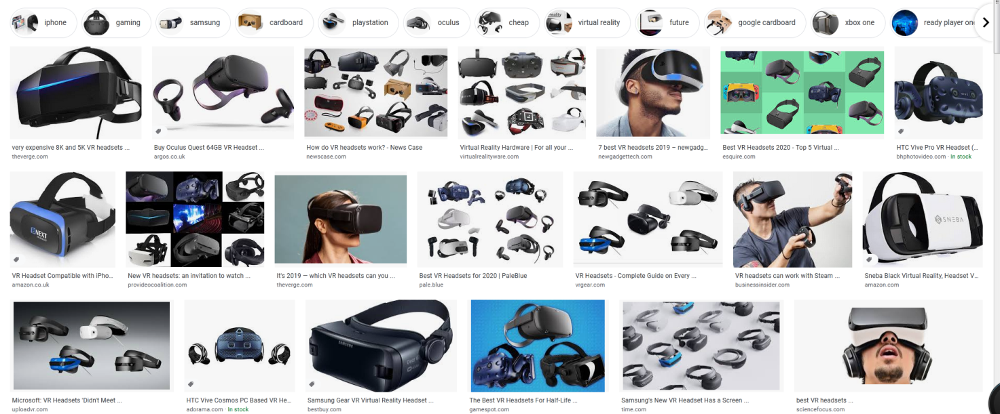 iphone
gaming
samsung
cardboard
playstation
oculus
cheap
virtual reality
future
google cardboard
xbox one
ready player one
very expensive 8K and 5K VR headsets ...
theverge.com
Buy Oculus Quest 64GB VR Headset ...
argos.co.uk
How do VR headsets work? - News Case
newscase.com
Virtual Reality Hardware | For all your ...
virtualrealityware.com
7 best VR headsets 2019 – newgadg...
newgadgettech.com
Best VR Headsets 2020 - Top 5 Virtual ...
esquire.com
VIVE
HTC Vive Pro VR Headset (...
bhphotovideo.com · In stock
NEXT
VR Headset Compatible with iPho...
amazon.co.uk
New VR headsets: an invitation to watch ...
provideocoalition.com
It's 2019 — which VR headsets can you ...
theverge.com
Best VR Headsets for 2020 | PaleBlue
pale.blue
VR Headsets - Complete Guide on Every ...
vrgear.com
VR headsets can work with Steam ...
businessinsider.com
SNEBA
Sneba Black Virtual Reality, Headset V...
amazon.com
Microsoft: VR Headsets 'Didn't Meet ...
uploadvr.com
HTC Vive Cosmos PC Based VR He...
adorama.com · In stock
SAMSUNG
Samsung Gear VR Virtual Reality Headset ...
bestbuy.com
The Best VR Headsets For Half-Life ...
gamespot.com
Samsung's New VR Headset Has a Screen ...
time.com
best VR headsets ...
sciencefocus.com